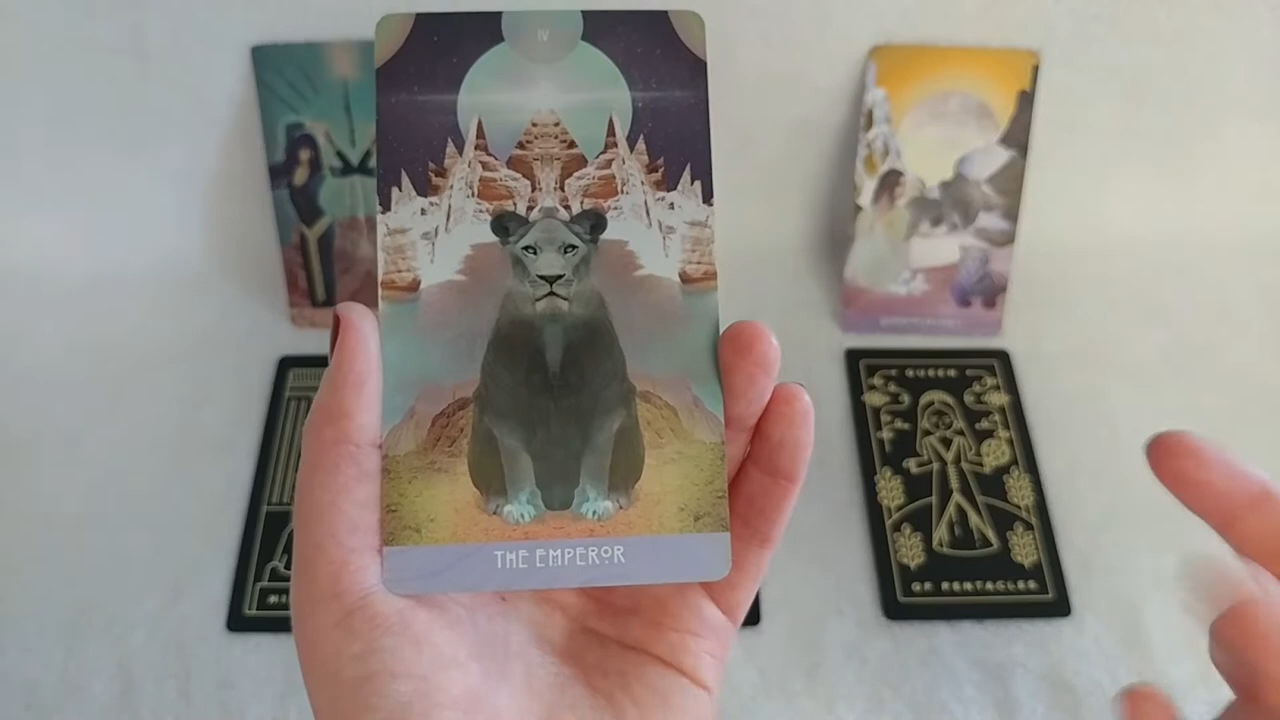 IV
THE EMPEROR
QUEEN
OF PENTACLES